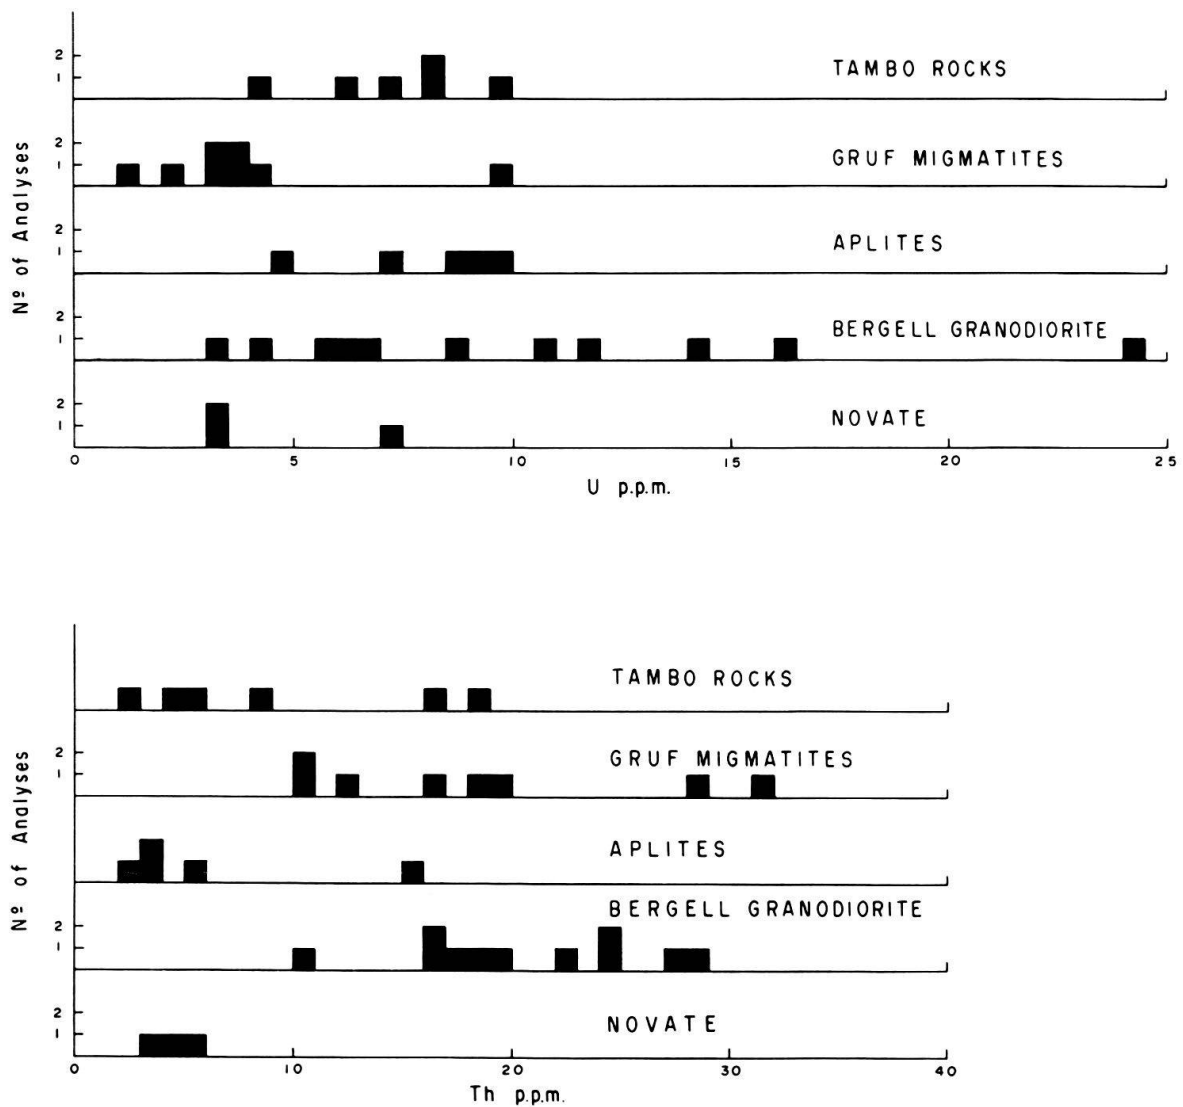 2
1
TAMBO ROCKS
2
1
GRUF MIGMATITES
2
1
APLITES
2
1
BERGELL GRANODIORITE
2
1
NOVATE
Nº of Analyses
0 5 10 15 20 25
U p.p.m.
TAMBO ROCKS
2
1
GRUF MIGMATITES
APLITES
2
1
BERGELL GRANODIORITE
2
1
NOVATE
Nº of Analyses
0 10 20 30 40
Th p.p.m.